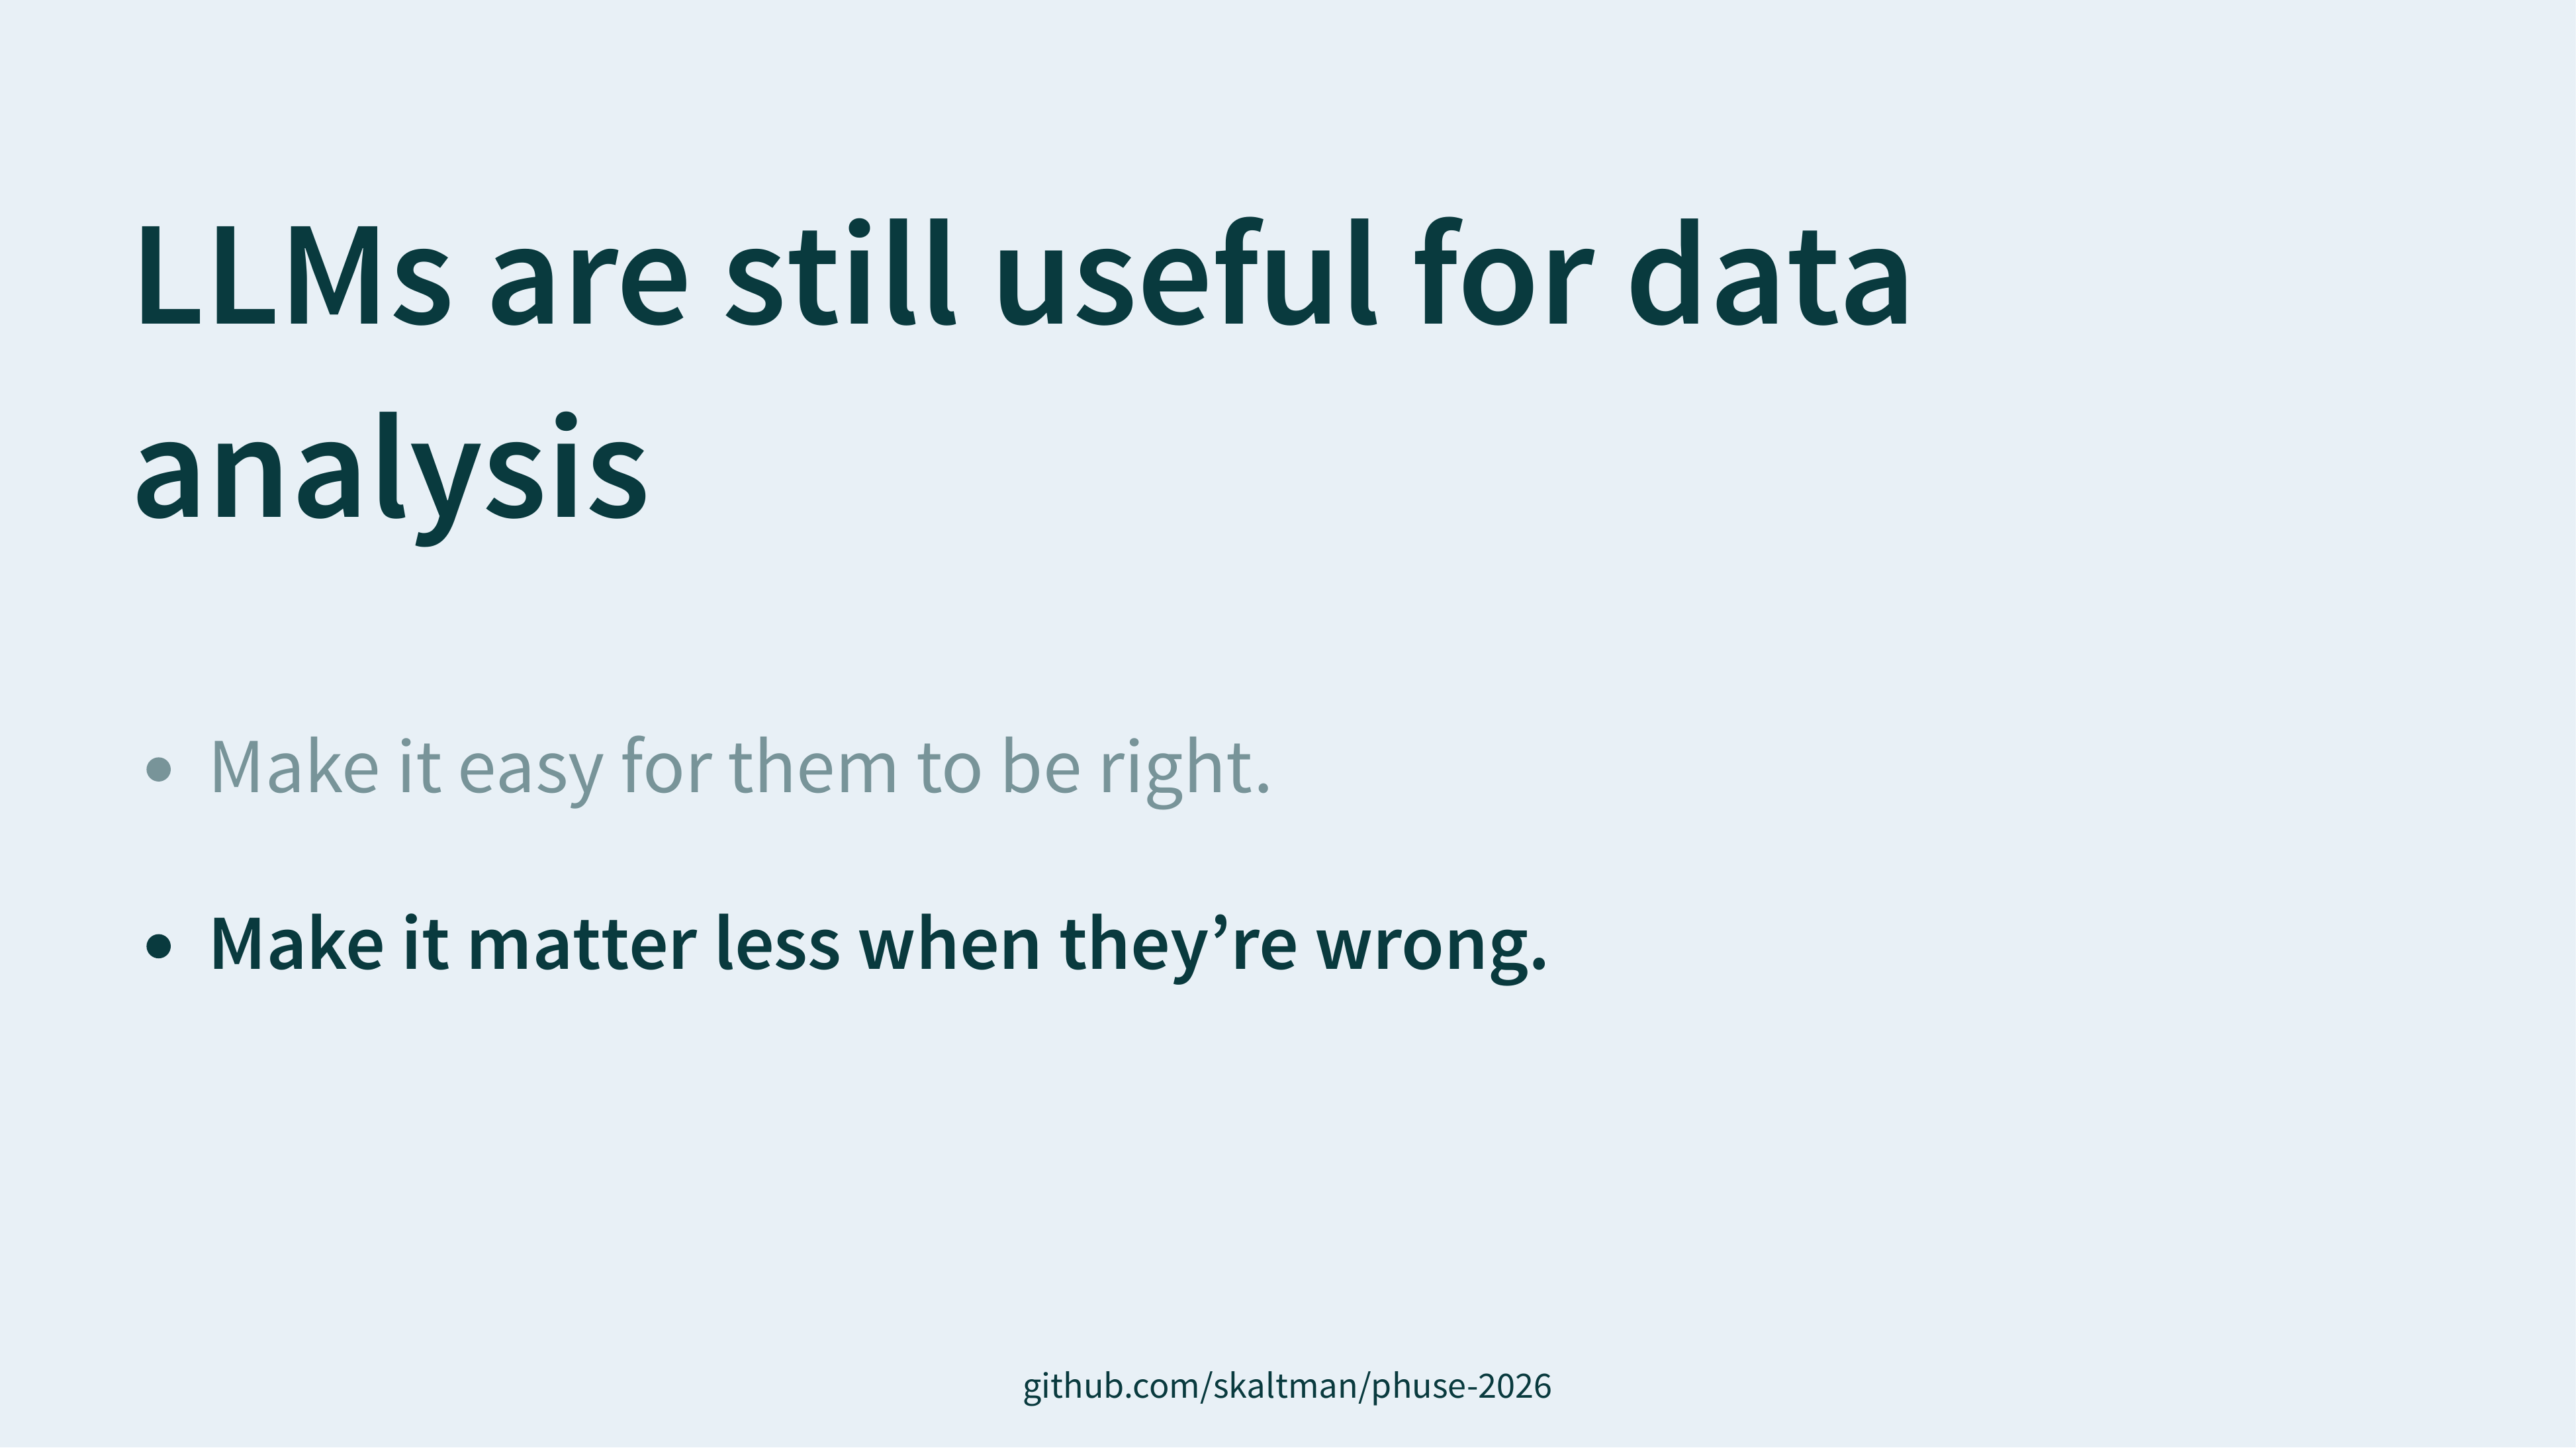 LLMs are still useful for data
analysis
• Make it easy for them to be right.
• Make it matter less when they’re wrong.
github.com/skaltman/phuse-2026